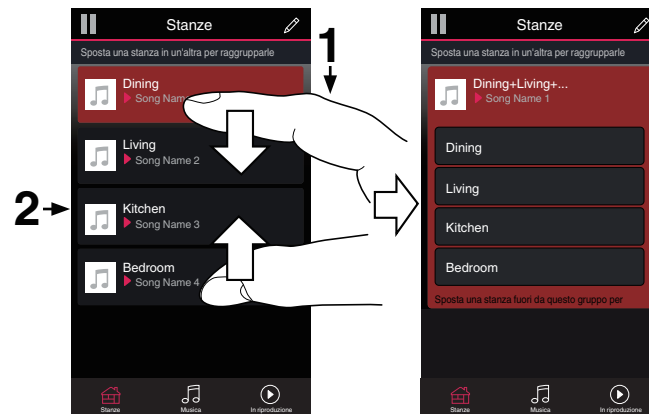 Stanze
Sposta una stanza in un'altra per raggrupparle
Dining
Song Nam
Living
Song Name 2
Kitchen
Song Name 3
Bedroom
Song Name 4
Stanze
Musica
In riproduzione
1
2
Stanze
Sposta una stanza in un'altra per raggrupparle
Dining+Living+...
Song Name 1
Dining
Living
Kitchen
Bedroom
Sposta una stanza fuori da questo gruppo per
Stanze
Musica
In riproduzione